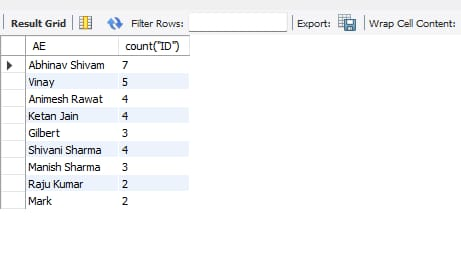 Result Grid Filter Rows: Export: Wrap Cell Content:
AE count("ID")
Abhinav Shivam 7
Vinay 5
Animesh Rawat 4
Ketan Jain 4
Gilbert 3
Shivani Sharma 4
Manish Sharma 3
Raju Kumar 2
Mark 2